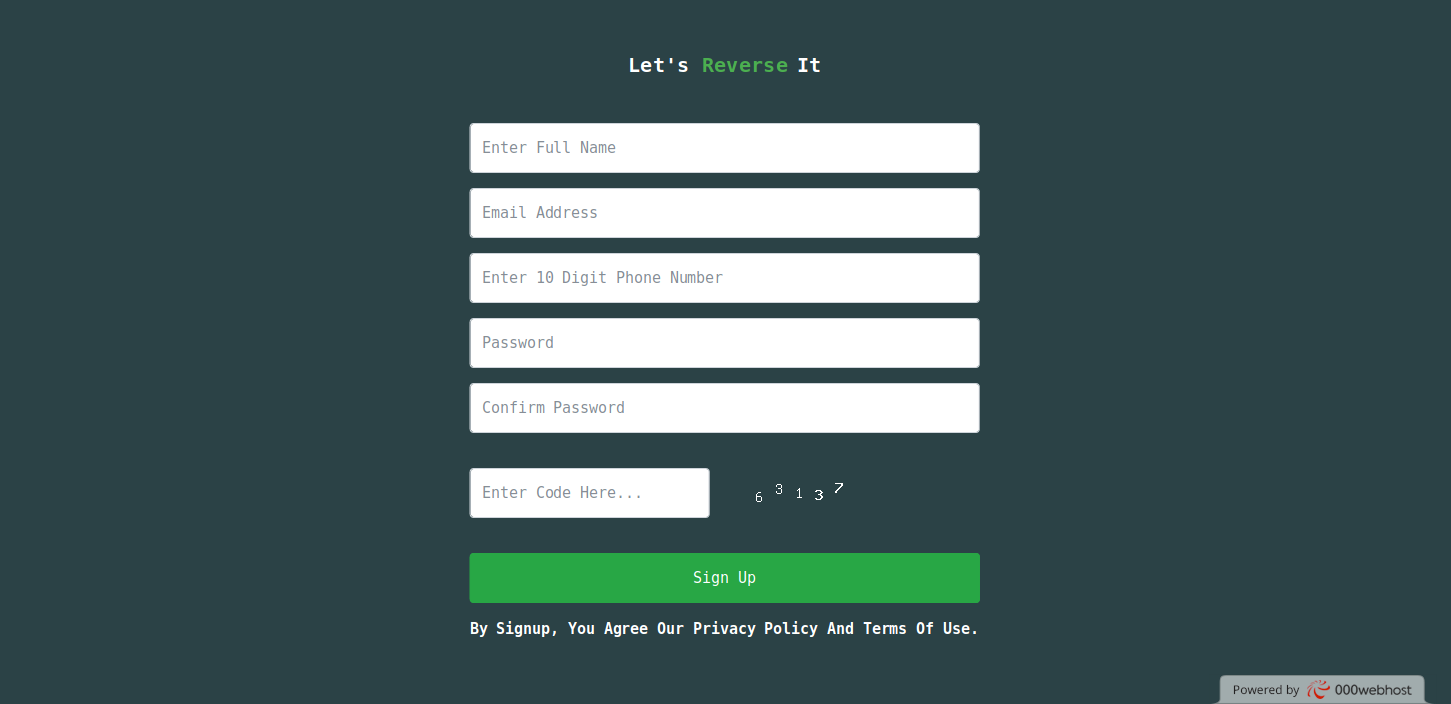 Let's Reverse It
Enter Full Name
Email Address
Enter 10 Digit Phone Number
Password
Confirm Password
Enter Code Here...
6 3 1 3 7
Sign Up
By Signup, You Agree Our Privacy Policy And Terms Of Use.
Powered by 000webhost